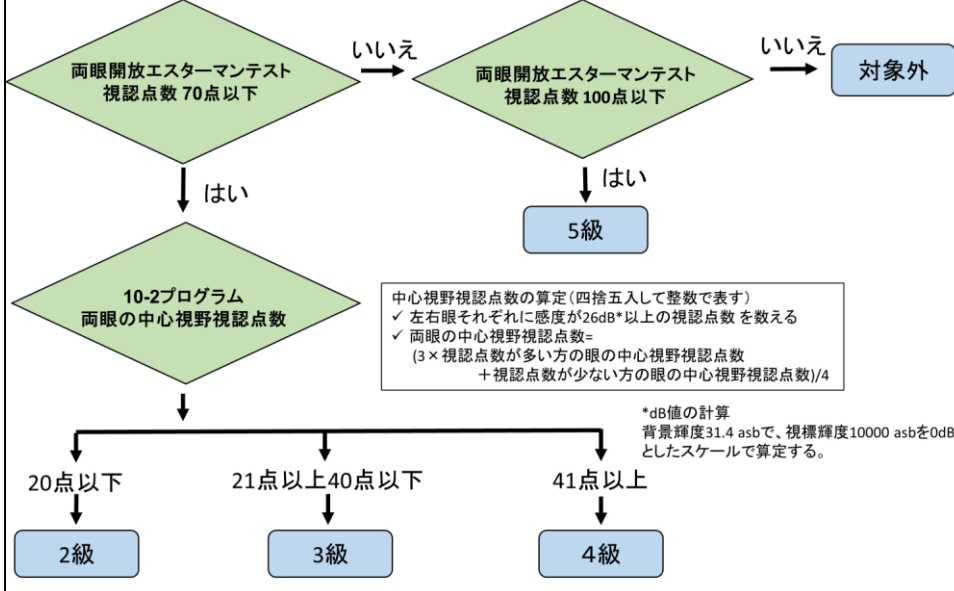 両眼開放エスターマンテスト
視認点数 70点以下
いいえ
両眼開放エスターマンテスト
視認点数 100点以下
いいえ
対象外
はい
はい
5級
10-2プログラム
両眼の中心視野視認点数
中心視野視認点数の算定(四捨五入して整数で表す)
✓ 左右眼それぞれに感度が26dB*以上の視認点数 を数える
✓ 両眼の中心視野視認点数=
(3×視認点数が多い方の眼の中心視野視認点数
+視認点数が少ない方の眼の中心視野視認点数)/4
*dB値の計算
背景輝度31.4 asbで、視標輝度10000 asbを0dB
としたスケールで算定する。
20点以下
21点以上40点以下
41点以上
2級
3級
4級